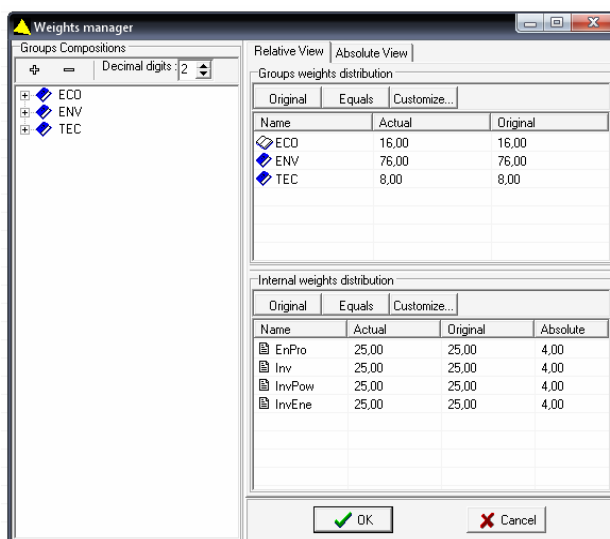 Weights manager
Groups Compositions
Decimal digits : 2
ECO
ENV
TEC
Relative View Absolute View
Groups weights distribution
Original Equals Customize...
Name Actual Original
ECO 16,00 16,00
ENV 76,00 76,00
TEC 8,00 8,00
Internal weights distribution
Original Equals Customize...
Name Actual Original Absolute
EnPro 25,00 25,00 4,00
Inv 25,00 25,00 4,00
InvPow 25,00 25,00 4,00
InvEne 25,00 25,00 4,00
OK Cancel